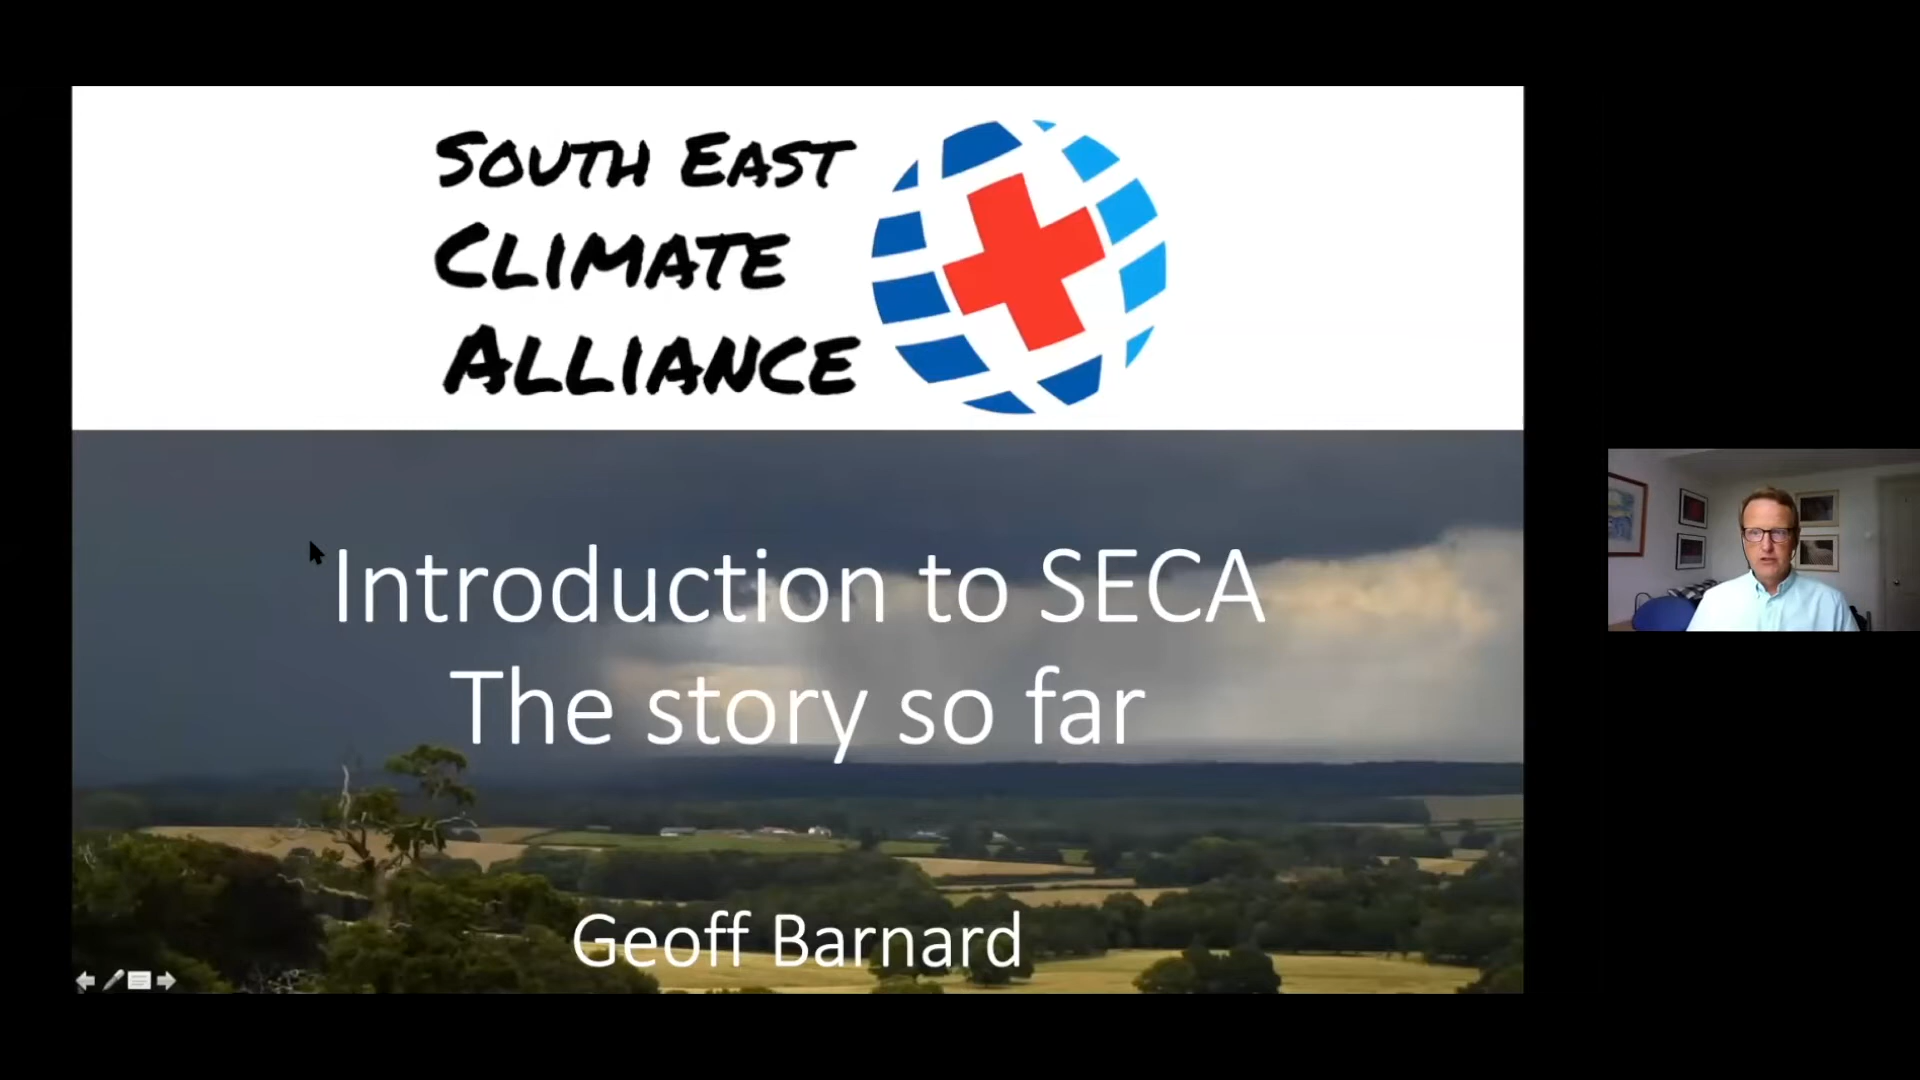 SOUTH EAST
CLIMATE
ALLIANCE
Introduction to SECA
The story so far
Geoff Barnard